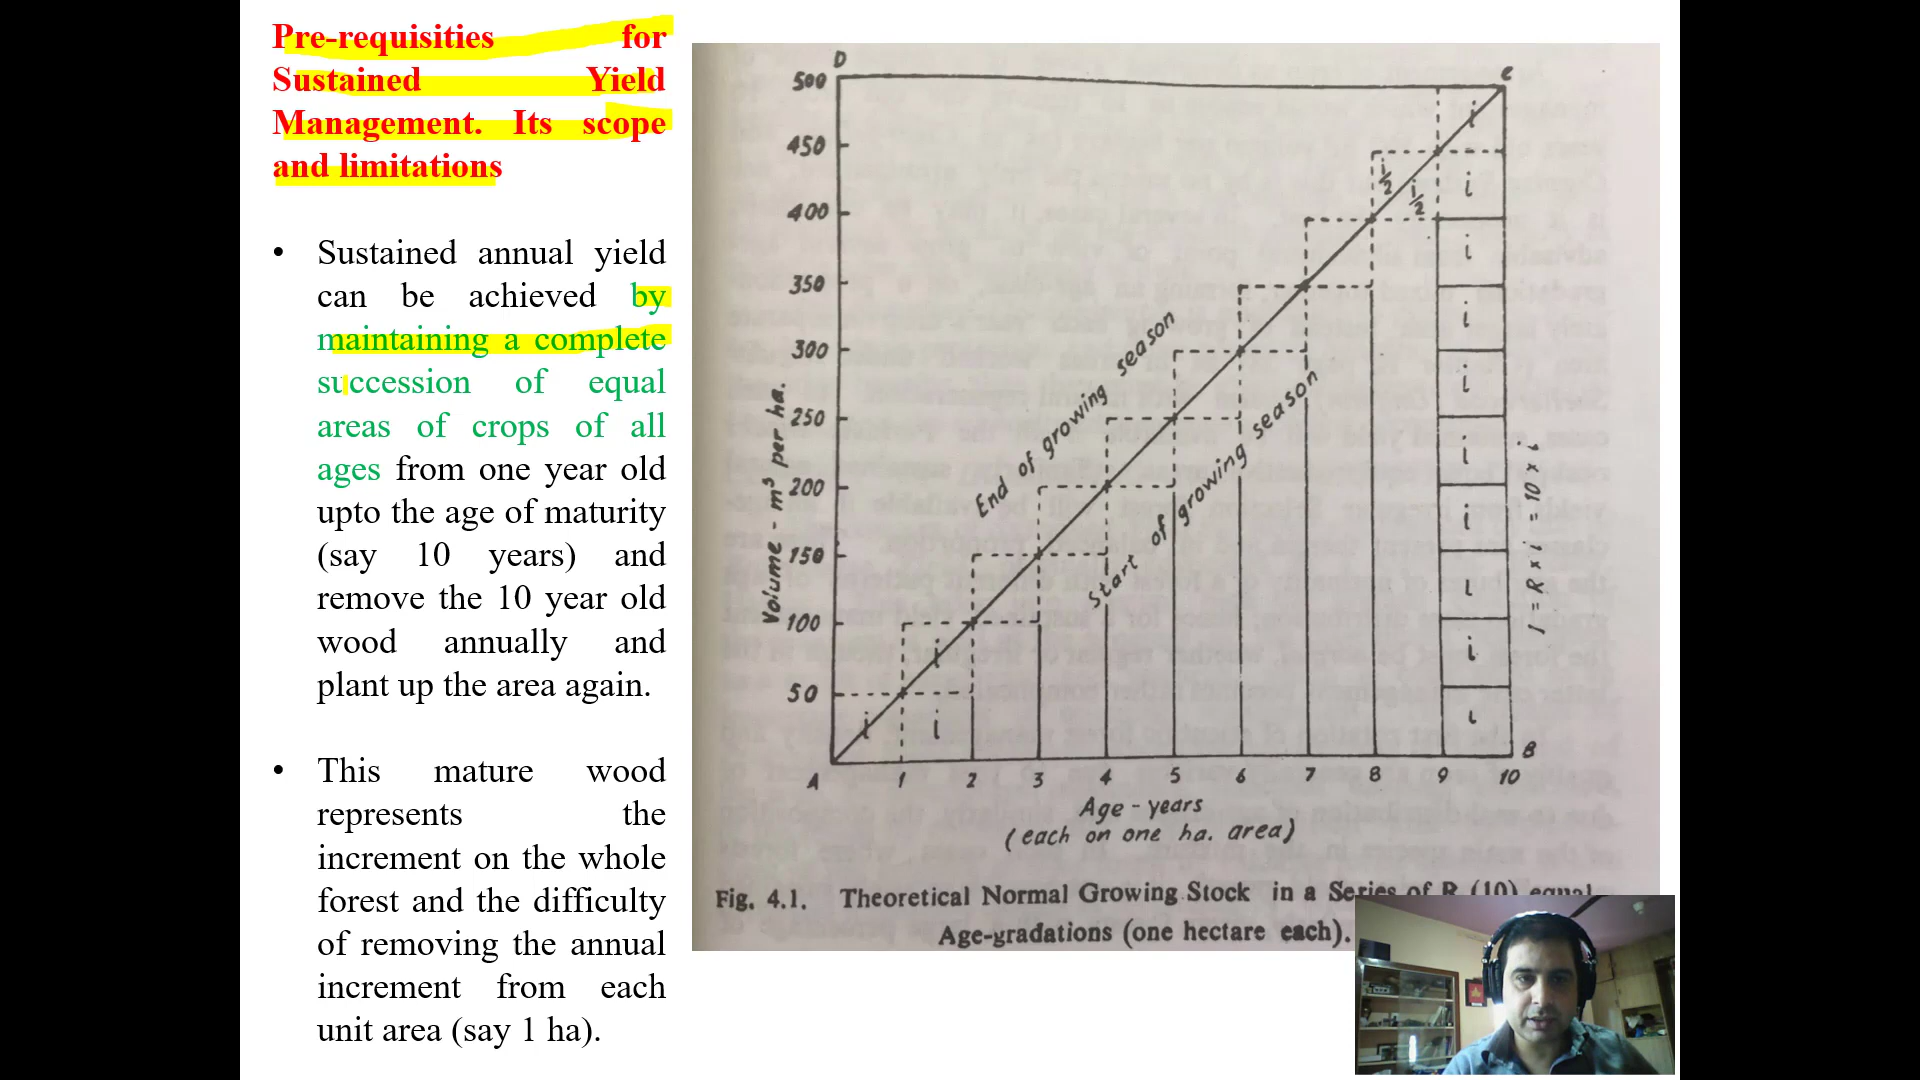 Pre-requisities for
Sustained Yield
Management. Its scope
and limitations
• Sustained annual yield
can be achieved by
maintaining a complete
succession of equal
areas of crops of all
ages from one year old
upto the age of maturity
(say 10 years) and
remove the 10 year old
wood annually and
plant up the area again.
• This mature wood
represents the
increment on the whole
forest and the difficulty
of removing the annual
increment from each
unit area (say 1 ha).
D
C
500
450
400
350
300
250
200
150
100
50
Volume - m³ per ha.
End of growing season
Start of growing season
i
i/2
i/2
i
i
i
i
i
i
i
i
i
i
i
i
I = R x i = 10 x i
A
B
1 2 3 4 5 6 7 8 9 10
Age - years
(each on one ha. area)
Fig. 4.1. Theoretical Normal Growing Stock in a Series of R (10) equal
Age-gradations (one hectare each).